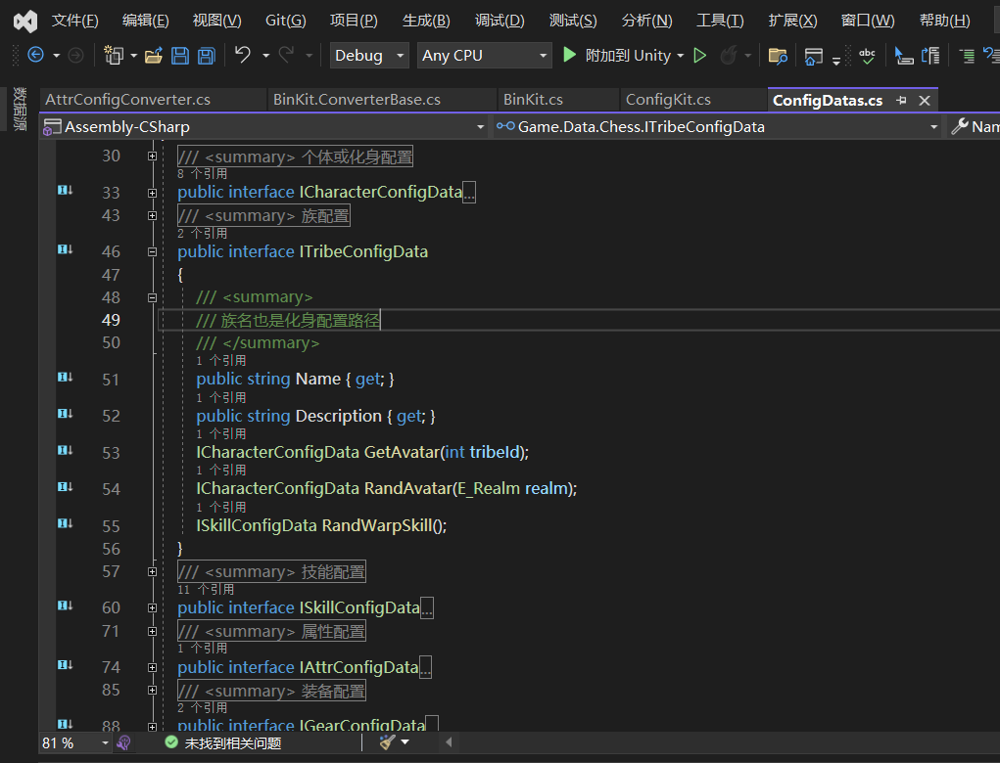 文件(F) 编辑(E) 视图(V) Git(G) 项目(P) 生成(B) 调试(D) 测试(S) 分析(N) 工具(T) 扩展(X) 窗口(W) 帮助(H)
Debug Any CPU 附加到 Unity
数据源
AttrConfigConverter.cs BinKit.ConverterBase.cs BinKit.cs ConfigKit.cs ConfigDatas.cs
Assembly-CSharp Game.Data.Chess.ITribeConfigData Nam
30 /// <summary> 个体或化身配置
8 个引用
33 public interface ICharacterConfigData...
43 /// <summary> 族配置
2 个引用
46 public interface ITribeConfigData
47 {
48 /// <summary>
49 /// 族名也是化身配置路径
50 /// </summary>
1 个引用
51 public string Name { get; }
1 个引用
52 public string Description { get; }
1 个引用
53 ICharacterConfigData GetAvatar(int tribeId);
1 个引用
54 ICharacterConfigData RandAvatar(E_Realm realm);
1 个引用
55 ISkillConfigData RandWarpSkill();
56 }
57 /// <summary> 技能配置
11 个引用
60 public interface ISkillConfigData...
71 /// <summary> 属性配置
1 个引用
74 public interface IAttrConfigData...
85 /// <summary> 装备配置
2 个引用
88 public interface IGearConfigData
81 % 未找到相关问题